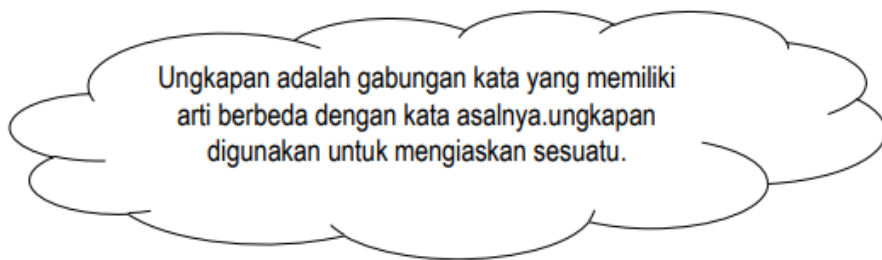 Ungkapan adalah gabungan kata yang memiliki
arti berbeda dengan kata asalnya.ungkapan
digunakan untuk mengiaskan sesuatu.